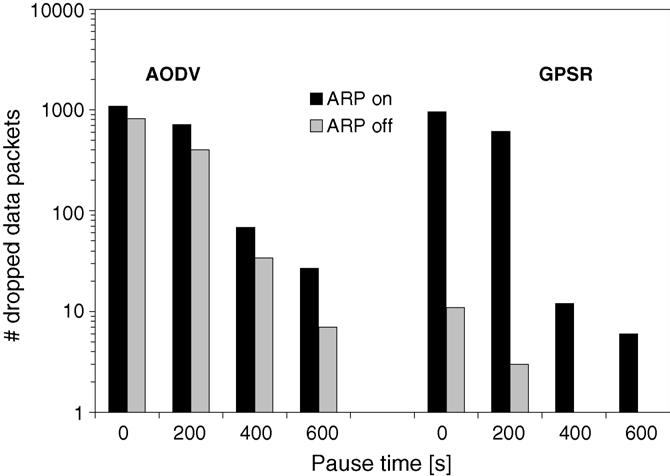 10000
1000
100
10
1
# dropped data packets
AODV
GPSR
ARP on
ARP off
0 200 400 600 0 200 400 600
Pause time [s]